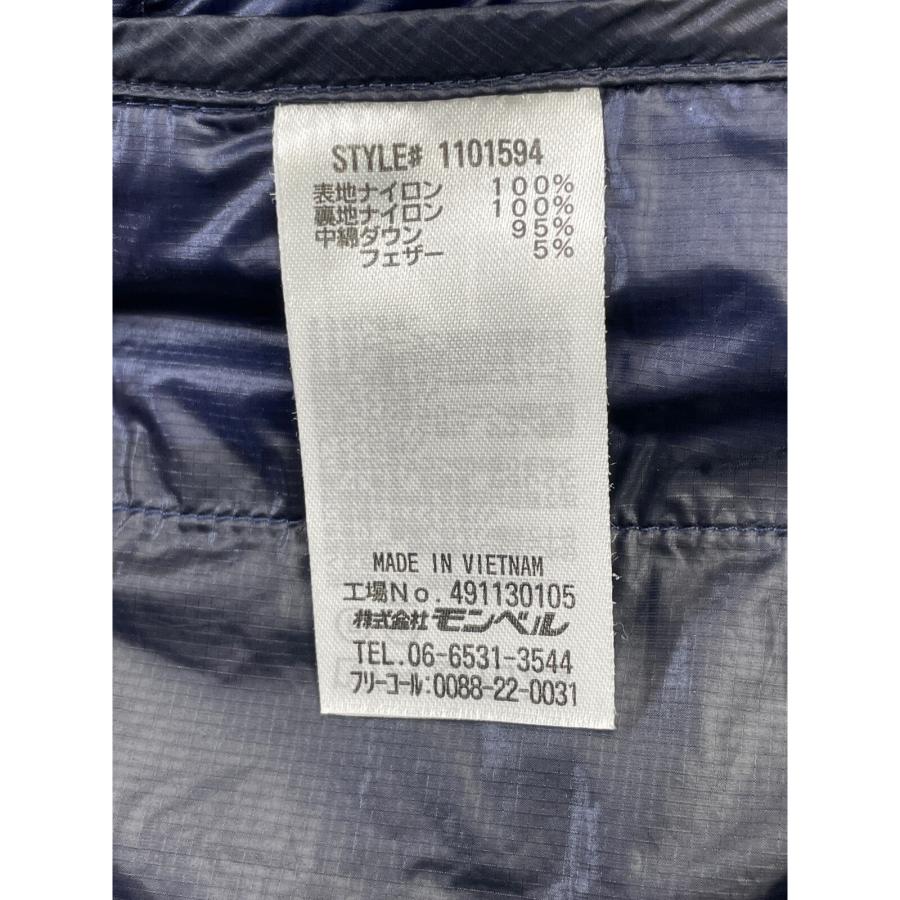 STYLE# 1101594
表地ナイロン 100%
裏地ナイロン 100%
中綿ダウン 95%
フェザー 5%
MADE IN VIETNAM
工場No.491130105
株式会社モンベル
TEL.06-6531-3544
フリーコール:0088-22-0031